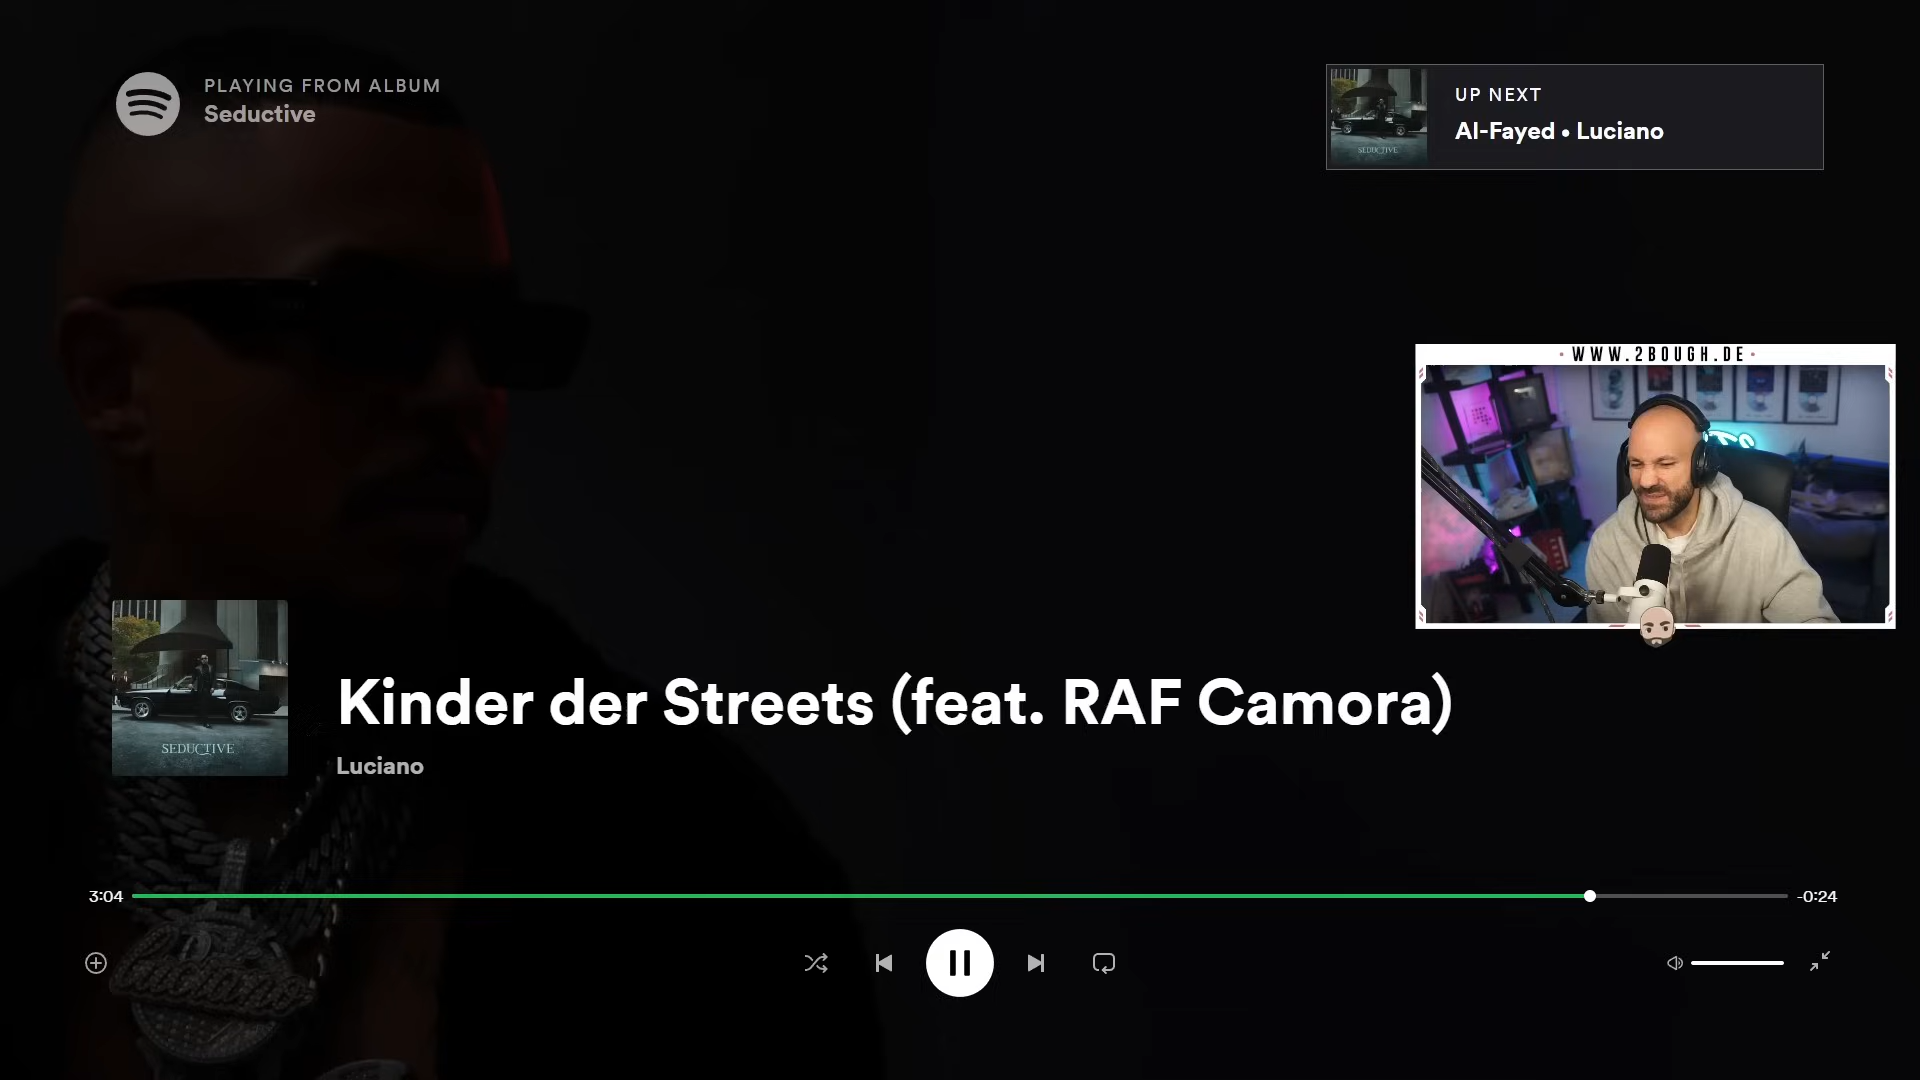 PLAYING FROM ALBUM
Seductive
UP NEXT
Al-Fayed • Luciano
SEDUCTIVE
WWW.2BOUGH.DE
Kinder der Streets (feat. RAF Camora)
Luciano
SEDUCTIVE
Luciano
3:04
-0:24